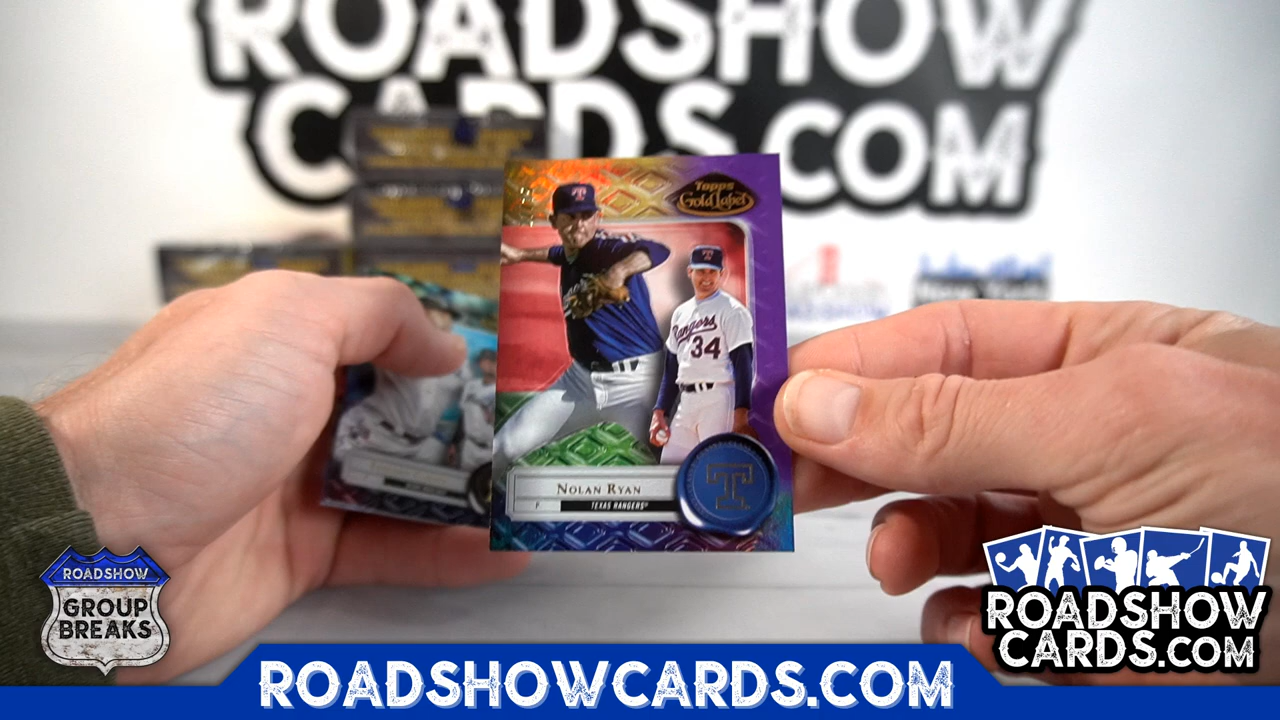 ROADSHOW
CARDS.COM
Topps
Gold Label
T
T
Rangers
34
NOLAN RYAN
P TEXAS RANGERS
T
ROADSHOW
GROUP
BREAKS
ROADSHOW
CARDS.COM
ROADSHOWCARDS.COM